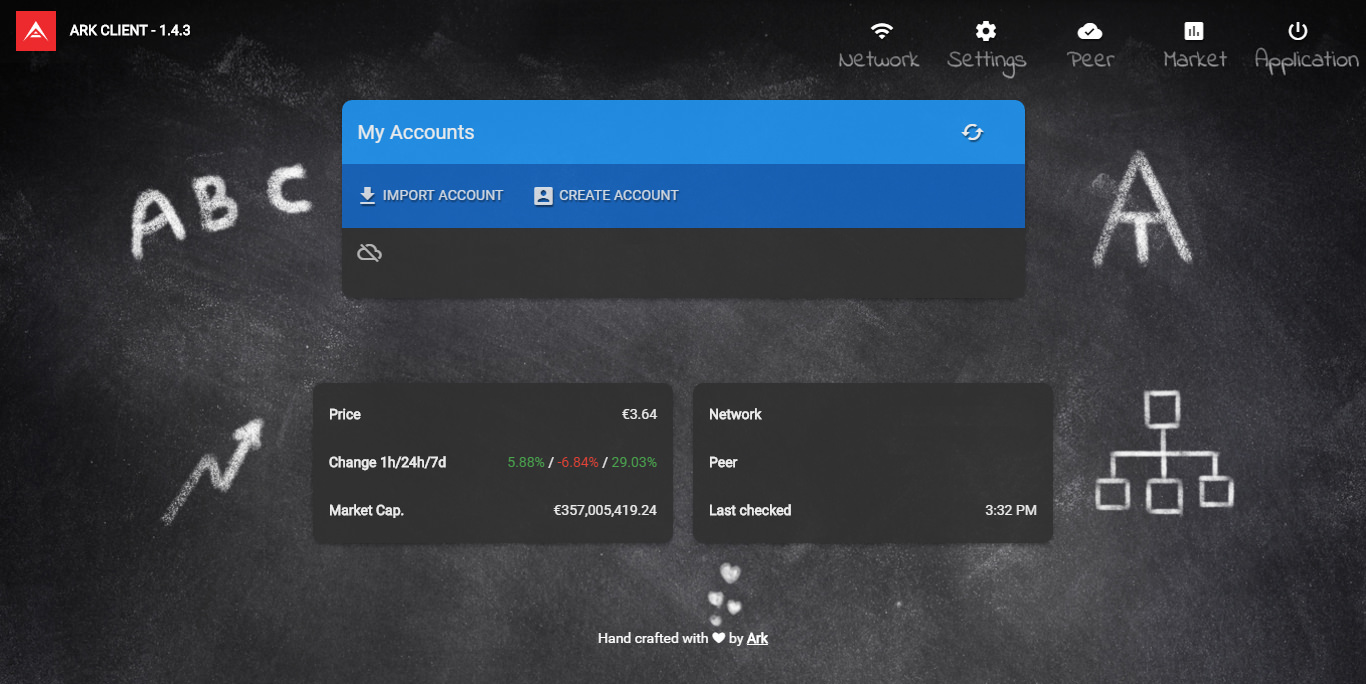 ARK CLIENT - 1.4.3
Network Settings Peer Market Application
My Accounts
IMPORT ACCOUNT CREATE ACCOUNT
A B C
AT
Price €3.64
Change 1h/24h/7d 5.88% / -6.84% / 29.03%
Market Cap. €357,005,419.24
Network
Peer
Last checked 3:32 PM
Hand crafted with ♥ by Ark